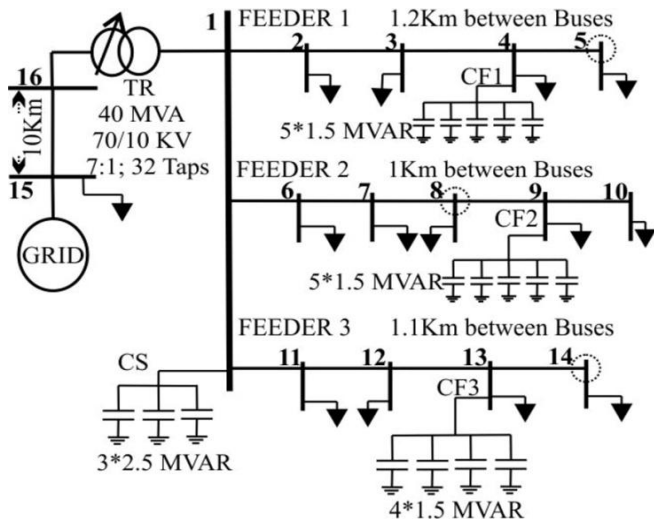 1
FEEDER 1
1.2Km between Buses
2
3
4
5
16
TR
40 MVA
70/10 KV
7:1; 32 Taps
10Km
CF1
5*1.5 MVAR
15
GRID
FEEDER 2
1Km between Buses
6
7
8
9
10
CF2
5*1.5 MVAR
FEEDER 3
1.1Km between Buses
11
12
13
14
CS
CF3
3*2.5 MVAR
4*1.5 MVAR